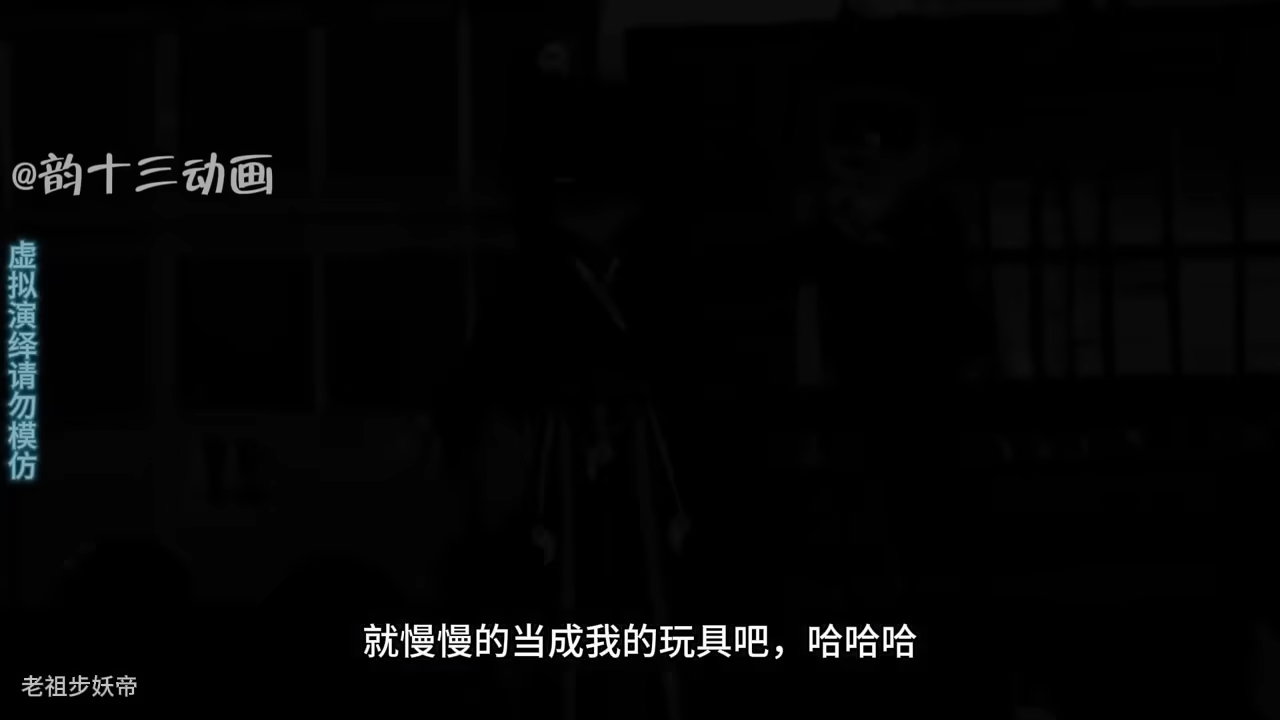 @韵十三动画
虚拟演绎请勿模仿
就慢慢的当成我的玩具吧，哈哈哈
老祖步妖帝